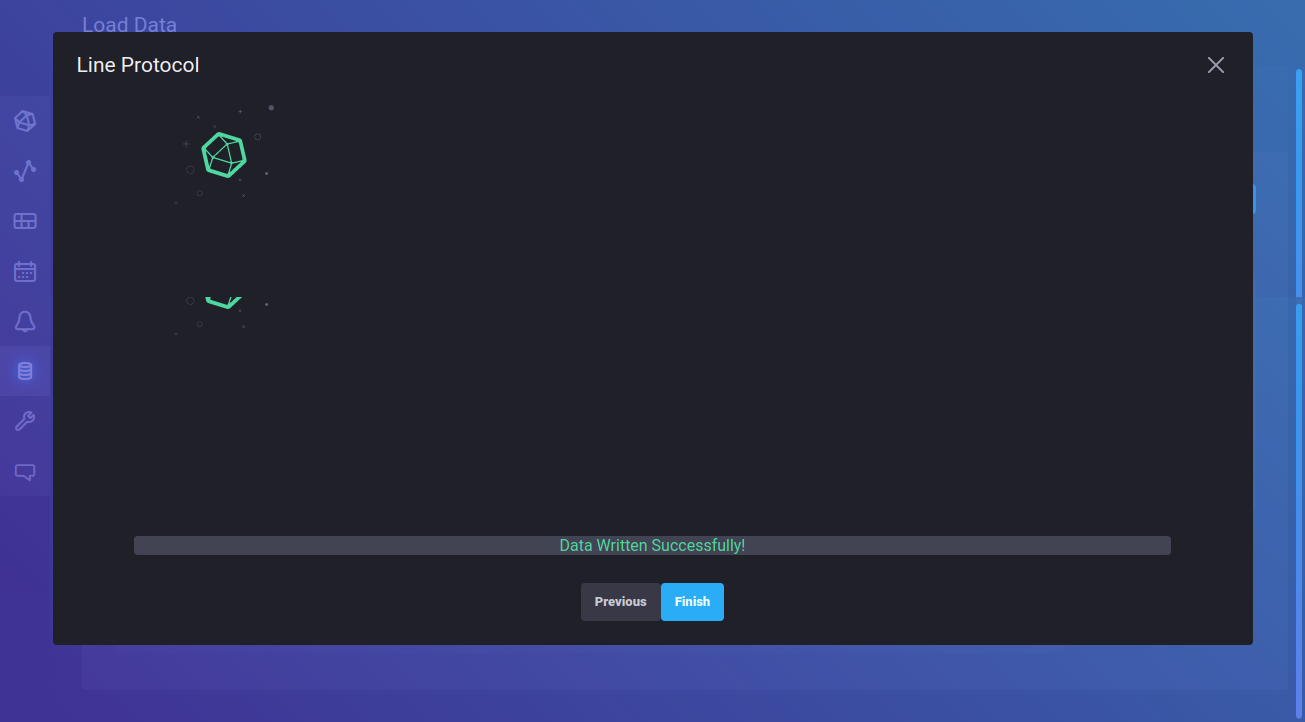 Load Data
Line Protocol
Data Written Successfully!
Previous
Finish